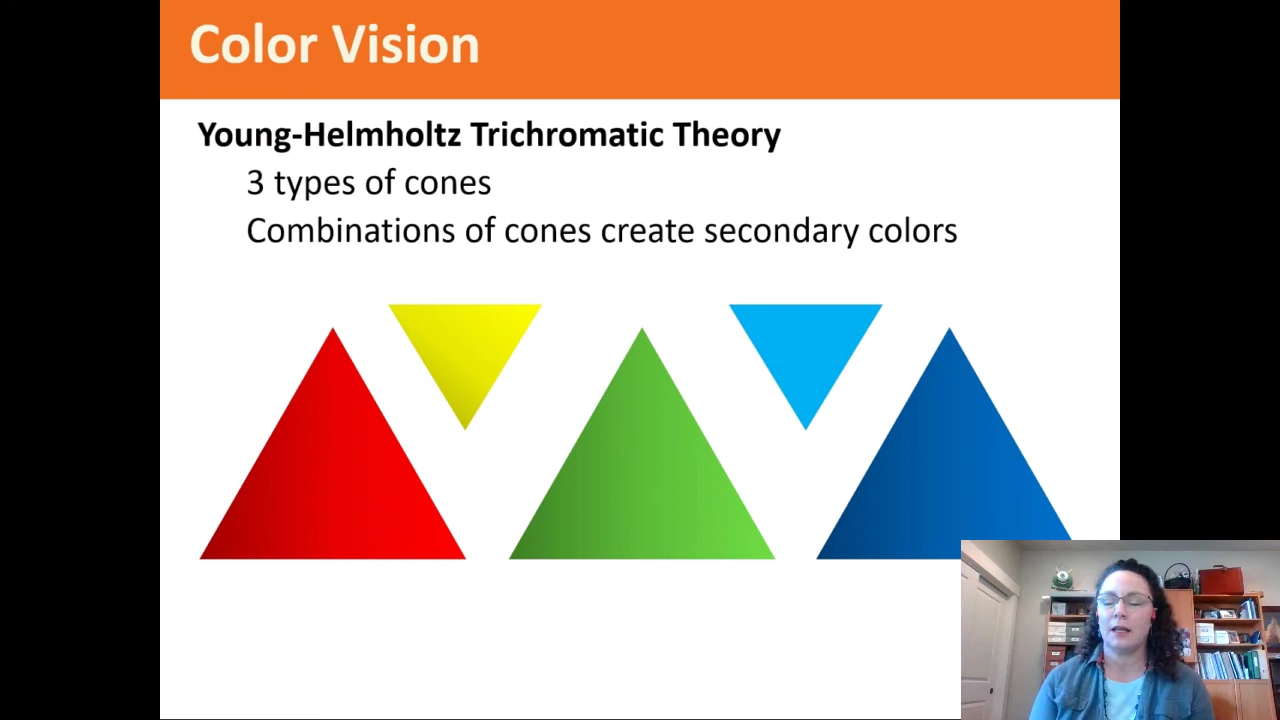 Color Vision
Young-Helmholtz Trichromatic Theory
3 types of cones
Combinations of cones create secondary colors